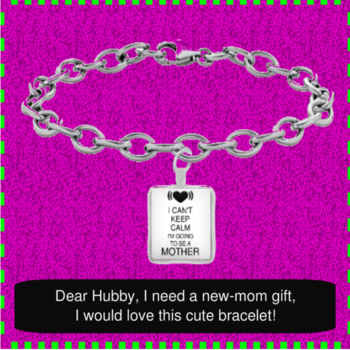 I CAN'T
KEEP
CALM
I'M GOING
TO BE A
MOTHER
Dear Hubby, I need a new-mom gift,
I would love this cute bracelet!